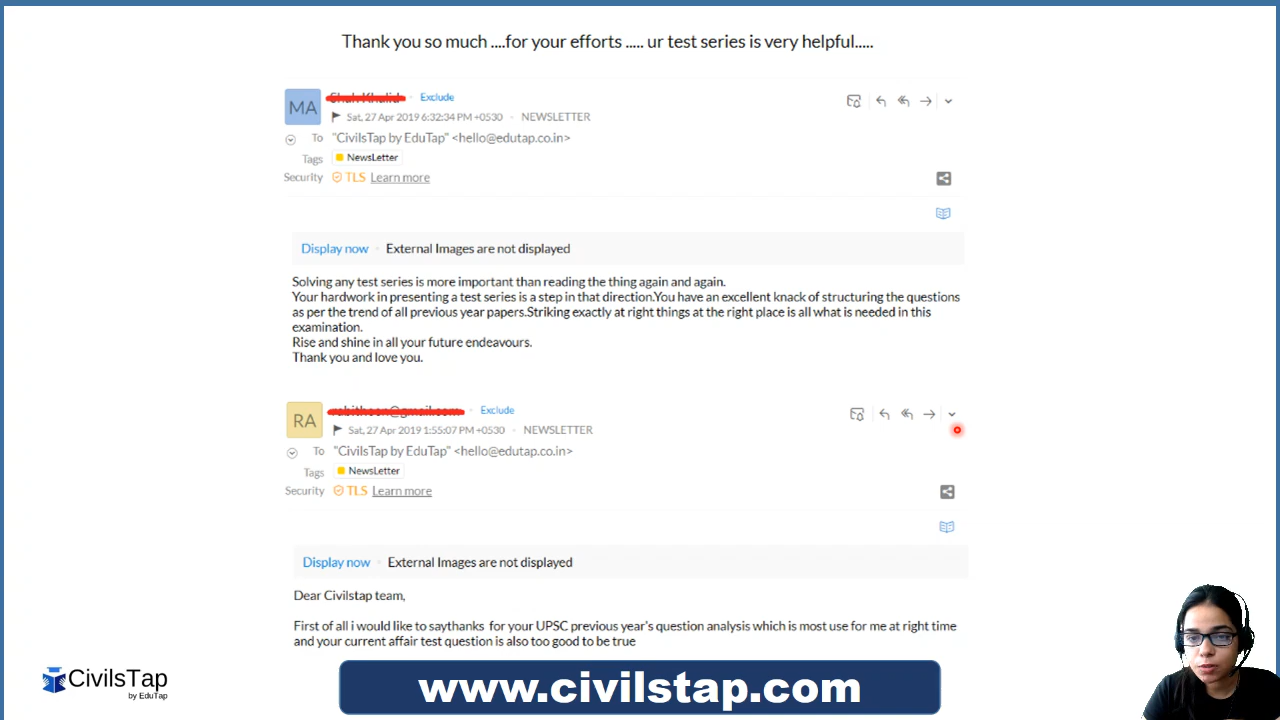 Thank you so much ....for your efforts ..... ur test series is very helpful.....
MA
Exclude
Sat, 27 Apr 2019 6:32:34 PM +0530 · NEWSLETTER
To "CivilsTap by EduTap" <hello@edutap.co.in>
Tags NewsLetter
Security TLS Learn more
Display now · External Images are not displayed
Solving any test series is more important than reading the thing again and again.
Your hardwork in presenting a test series is a step in that direction.You have an excellent knack of structuring the questions
as per the trend of all previous year papers.Striking exactly at right things at the right place is all what is needed in this
examination.
Rise and shine in all your future endeavours.
Thank you and love you.
RA
Exclude
Sat, 27 Apr 2019 1:55:07 PM +0530 · NEWSLETTER
To "CivilsTap by EduTap" <hello@edutap.co.in>
Tags NewsLetter
Security TLS Learn more
Display now · External Images are not displayed
Dear Civilstap team,
First of all i would like to saythanks for your UPSC previous year's question analysis which is most use for me at right time
and your current affair test question is also too good to be true
CivilsTap
by EduTap
www.civilstap.com